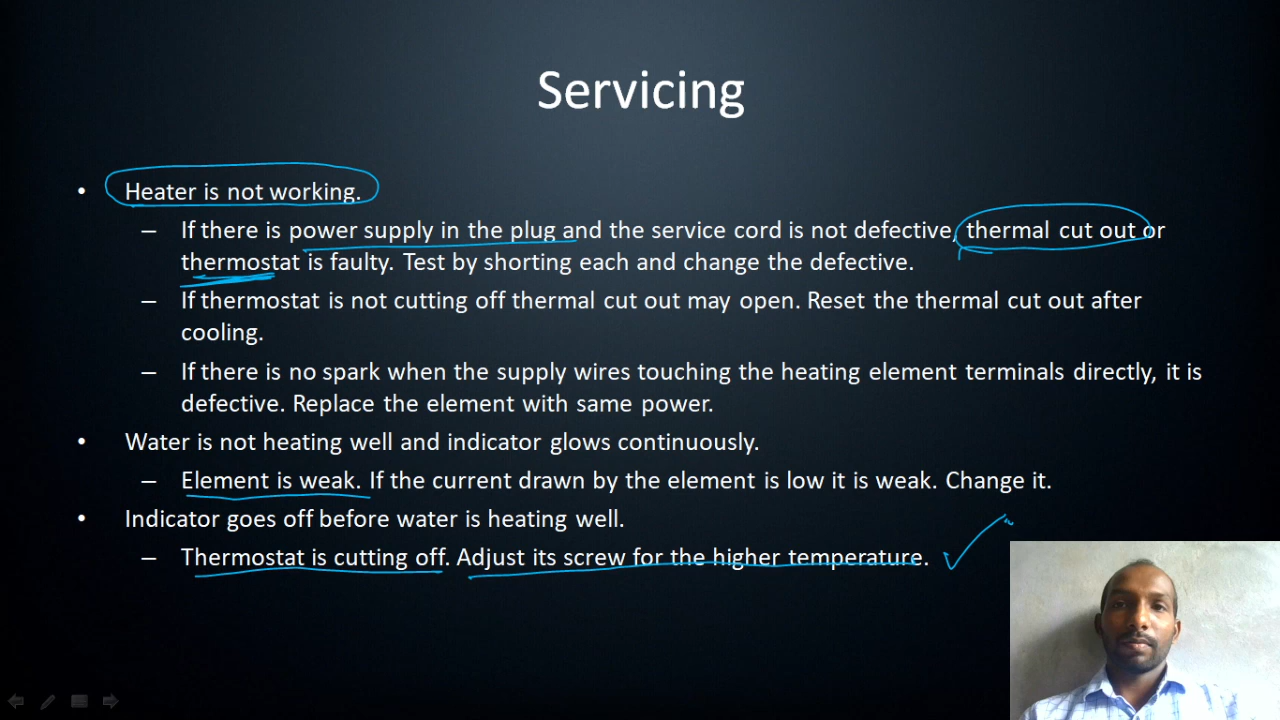 Servicing
• Heater is not working.
– If there is power supply in the plug and the service cord is not defective, thermal cut out or
thermostat is faulty. Test by shorting each and change the defective.
– If thermostat is not cutting off thermal cut out may open. Reset the thermal cut out after
cooling.
– If there is no spark when the supply wires touching the heating element terminals directly, it is
defective. Replace the element with same power.
• Water is not heating well and indicator glows continuously.
– Element is weak. If the current drawn by the element is low it is weak. Change it.
• Indicator goes off before water is heating well.
– Thermostat is cutting off. Adjust its screw for the higher temperature.